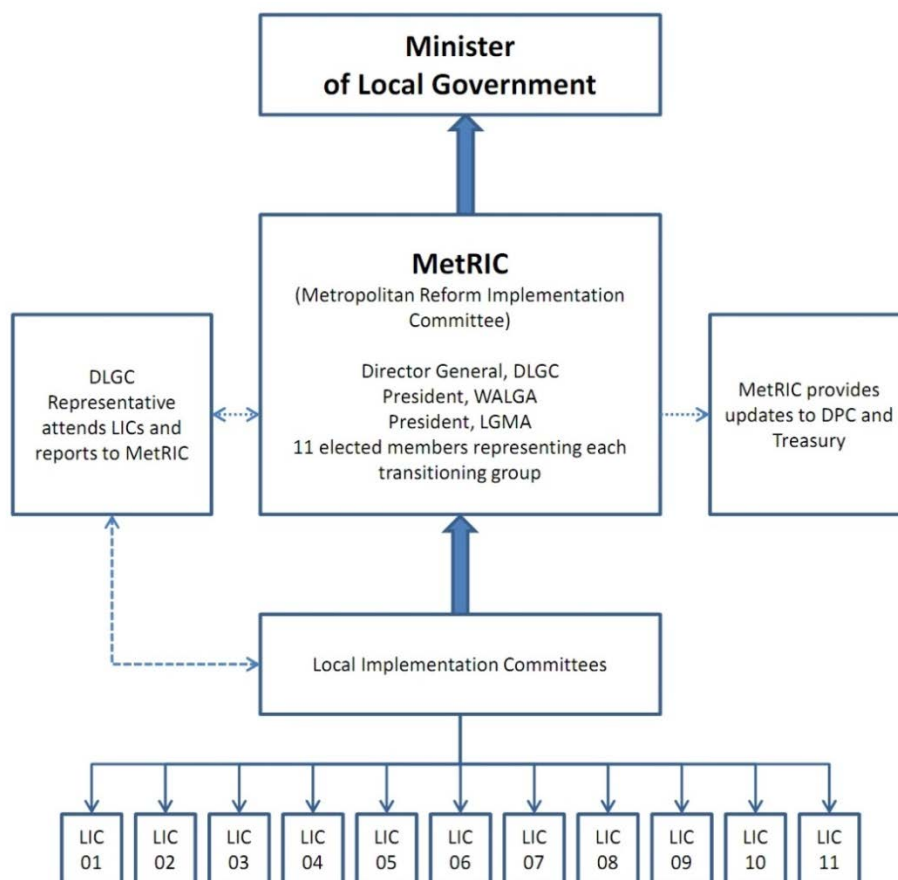 Minister
of Local Government
MetRIC
(Metropolitan Reform Implementation
Committee)
Director General, DLGC
President, WALGA
President, LGMA
11 elected members representing each
transitioning group
DLGC
Representative
attends LICs and
reports to MetRIC
MetRIC provides
updates to DPC and
Treasury
Local Implementation Committees
LIC
01
LIC
02
LIC
03
LIC
04
LIC
05
LIC
06
LIC
07
LIC
08
LIC
09
LIC
10
LIC
11